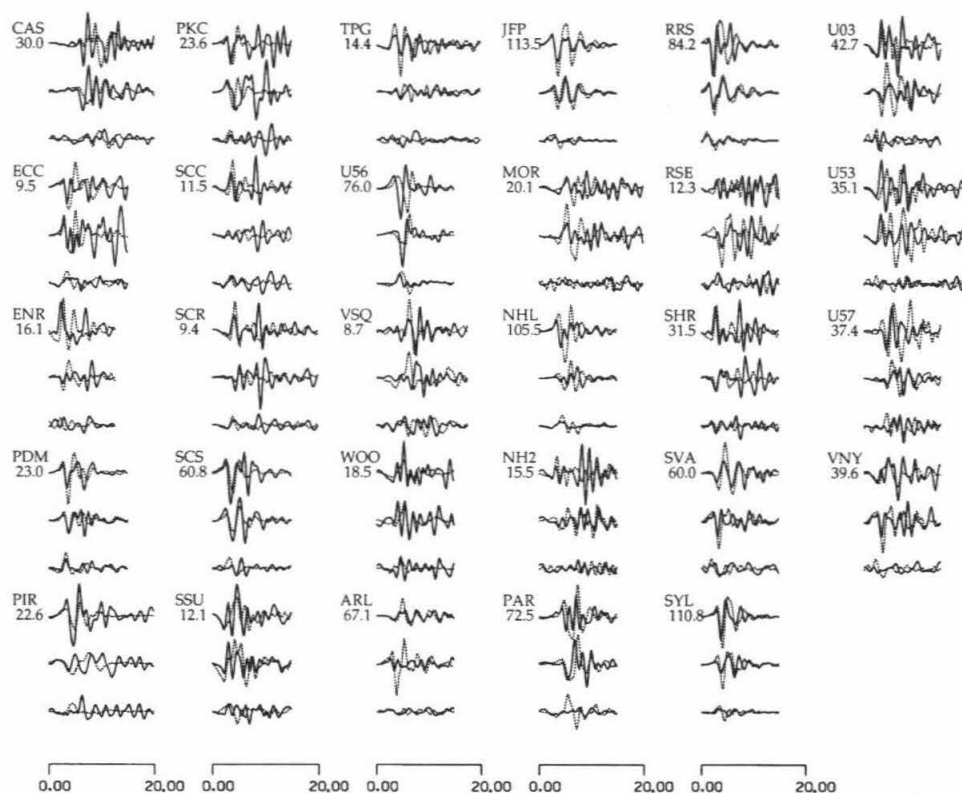 CAS
30.0
PKC
23.6
TPG
14.4
JFP
113.5
RRS
84.2
U03
42.7
ECC
9.5
SCC
11.5
U56
76.0
MOR
20.1
RSE
12.3
U53
35.1
ENR
16.1
SCR
9.4
VSQ
8.7
NHL
105.5
SHR
31.5
U57
37.4
PDM
23.0
SCS
60.8
WOO
18.5
NH2
15.5
SVA
60.0
VNY
39.6
PIR
22.6
SSU
12.1
ARL
67.1
PAR
72.5
SYL
110.8
0.00 20.00
0.00 20.00
0.00 20.00
0.00 20.00
0.00 20.00